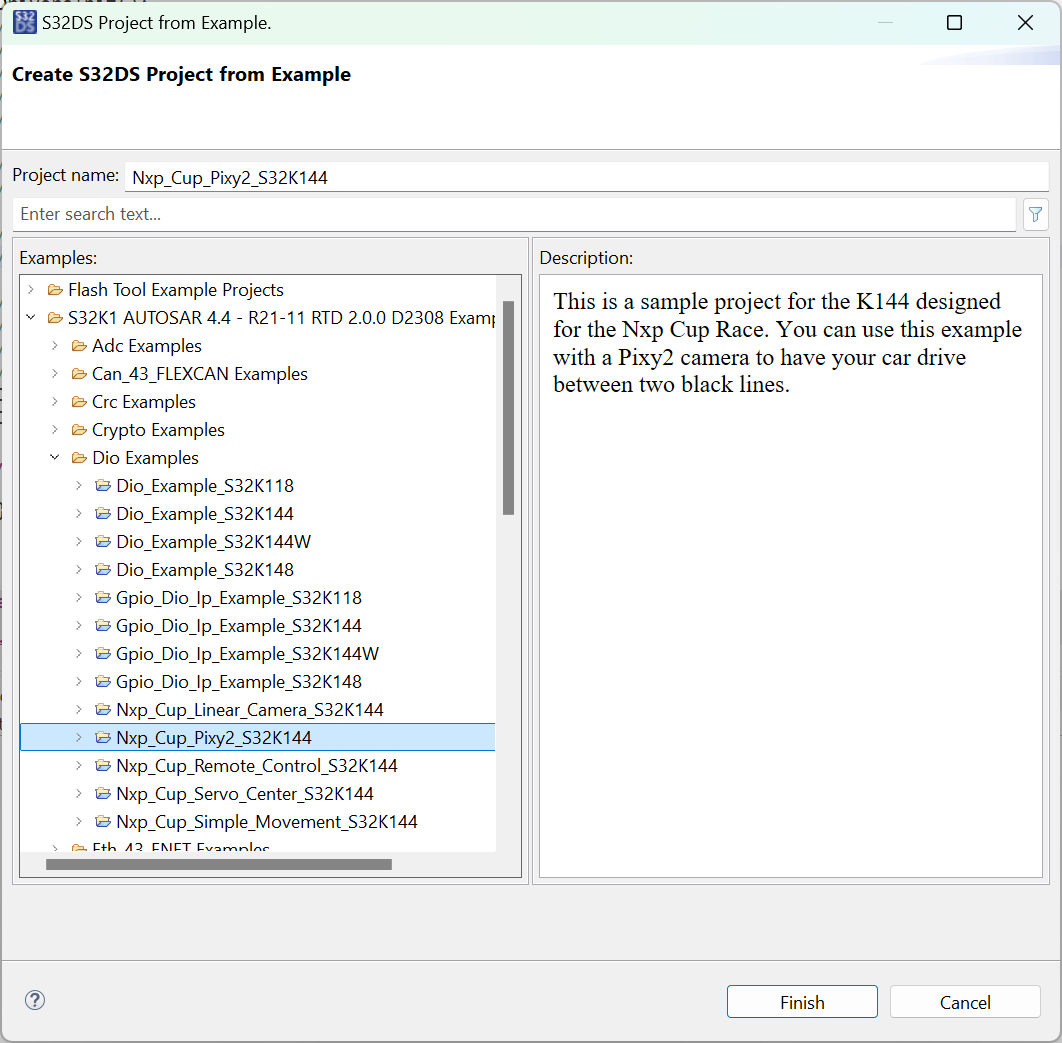 S32DS Project from Example.
Create S32DS Project from Example
Project name: Nxp_Cup_Pixy2_S32K144
Enter search text...
Examples:
Flash Tool Example Projects
S32K1 AUTOSAR 4.4 - R21-11 RTD 2.0.0 D2308 Examp
Adc Examples
Can_43_FLEXCAN Examples
Crc Examples
Crypto Examples
Dio Examples
Dio_Example_S32K118
Dio_Example_S32K144
Dio_Example_S32K144W
Dio_Example_S32K148
Gpio_Dio_Ip_Example_S32K118
Gpio_Dio_Ip_Example_S32K144
Gpio_Dio_Ip_Example_S32K144W
Gpio_Dio_Ip_Example_S32K148
Nxp_Cup_Linear_Camera_S32K144
Nxp_Cup_Pixy2_S32K144
Nxp_Cup_Remote_Control_S32K144
Nxp_Cup_Servo_Center_S32K144
Nxp_Cup_Simple_Movement_S32K144
Eth_43_ENET Examples
Description:
This is a sample project for the K144 designed
for the Nxp Cup Race. You can use this example
with a Pixy2 camera to have your car drive
between two black lines.
Finish
Cancel